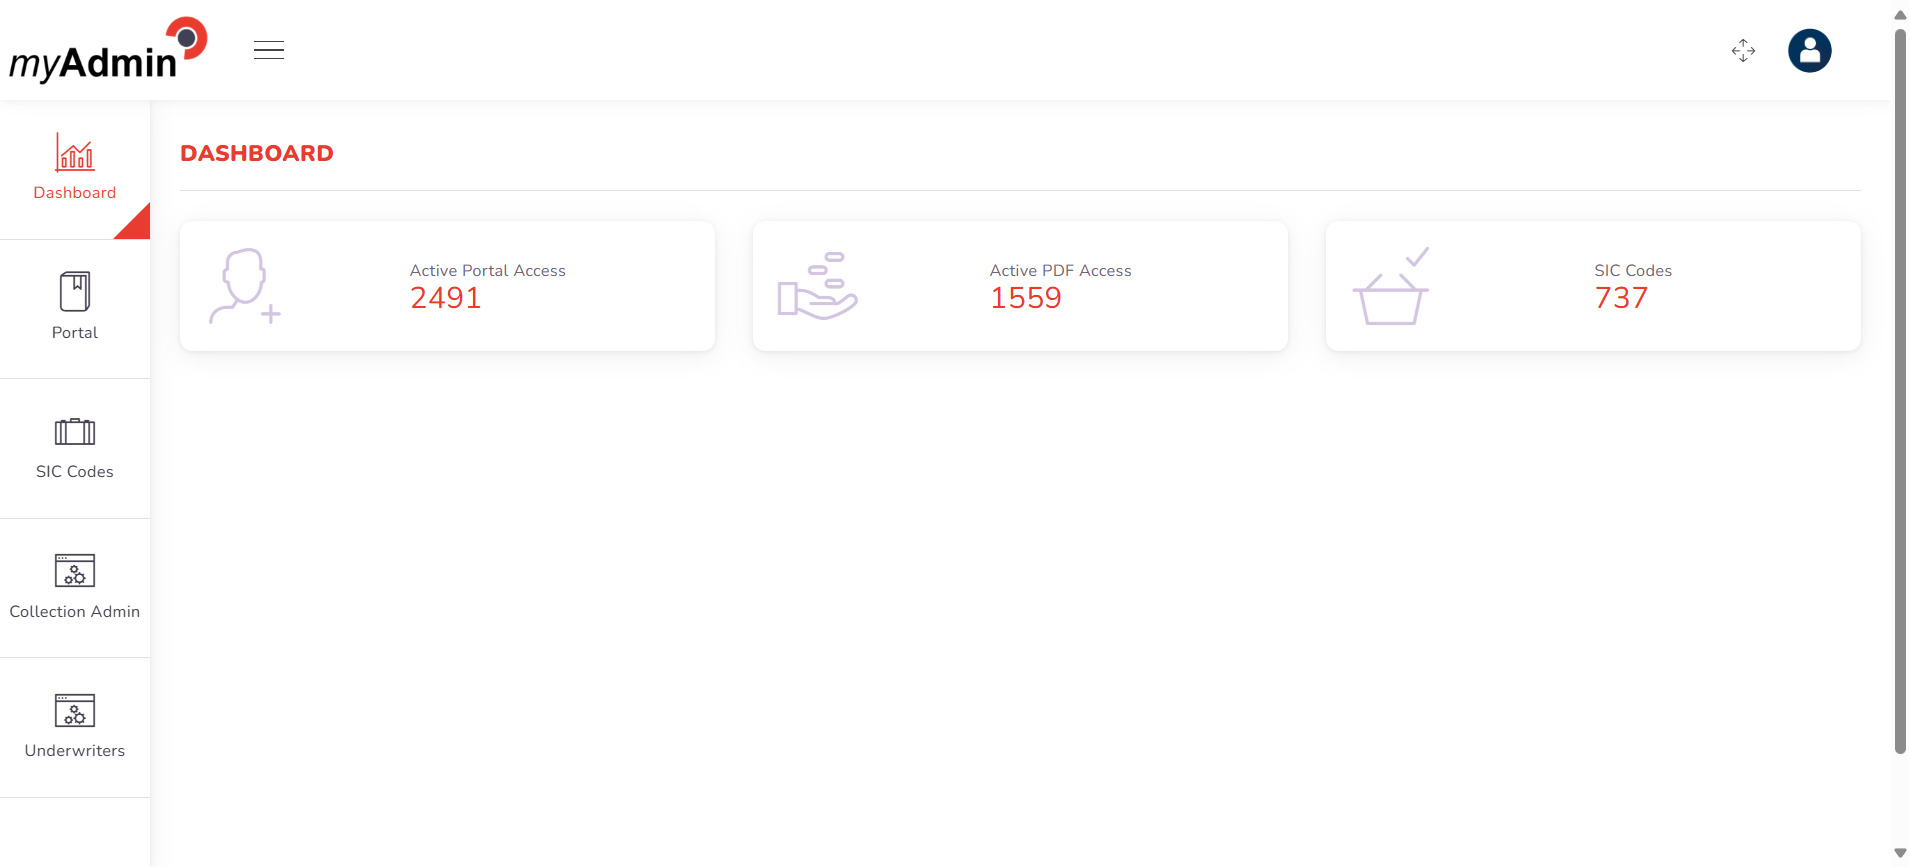 myAdmin
Dashboard
Portal
SIC Codes
Collection Admin
Underwriters
DASHBOARD
Active Portal Access
2491
Active PDF Access
1559
SIC Codes
737